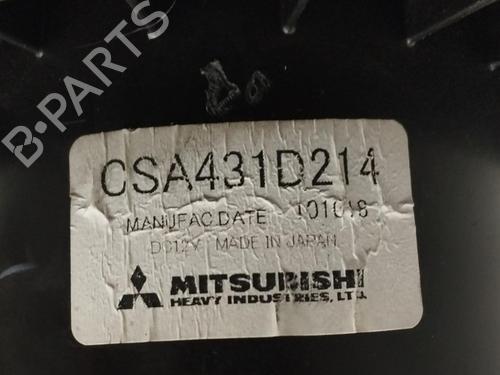 B-PARTS
CSA431D214
MANUFAC.DATE 101018
DC12V MADE IN JAPAN
MITSUBISHI
HEAVY INDUSTRIES, LTD.